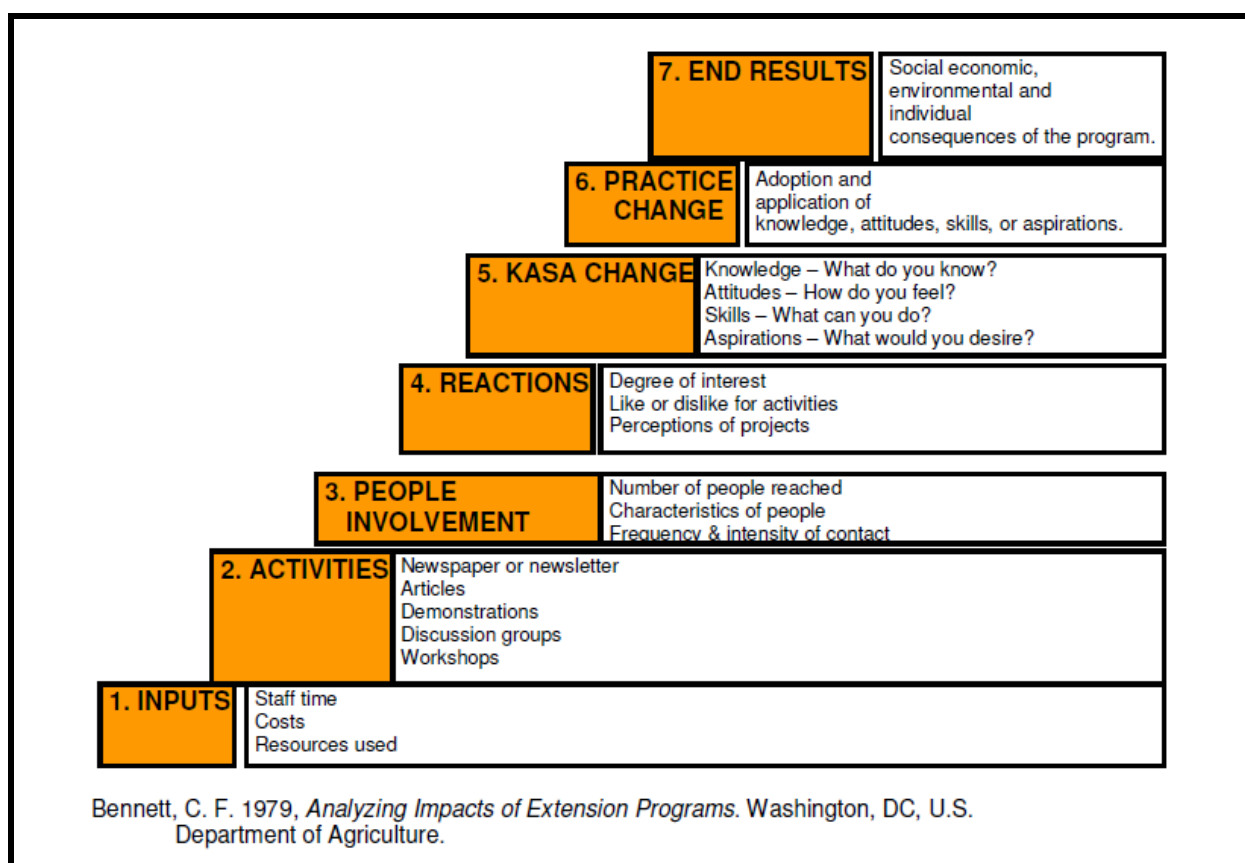 7. END RESULTS
Social economic,
environmental and
individual
consequences of the program.
6. PRACTICE
CHANGE
Adoption and
application of
knowledge, attitudes, skills, or aspirations.
5. KASA CHANGE
Knowledge – What do you know?
Attitudes – How do you feel?
Skills – What can you do?
Aspirations – What would you desire?
4. REACTIONS
Degree of interest
Like or dislike for activities
Perceptions of projects
3. PEOPLE
INVOLVEMENT
Number of people reached
Characteristics of people
Frequency & intensity of contact
2. ACTIVITIES
Newspaper or newsletter
Articles
Demonstrations
Discussion groups
Workshops
1. INPUTS
Staff time
Costs
Resources used
Bennett, C. F. 1979, Analyzing Impacts of Extension Programs. Washington, DC, U.S.
Department of Agriculture.